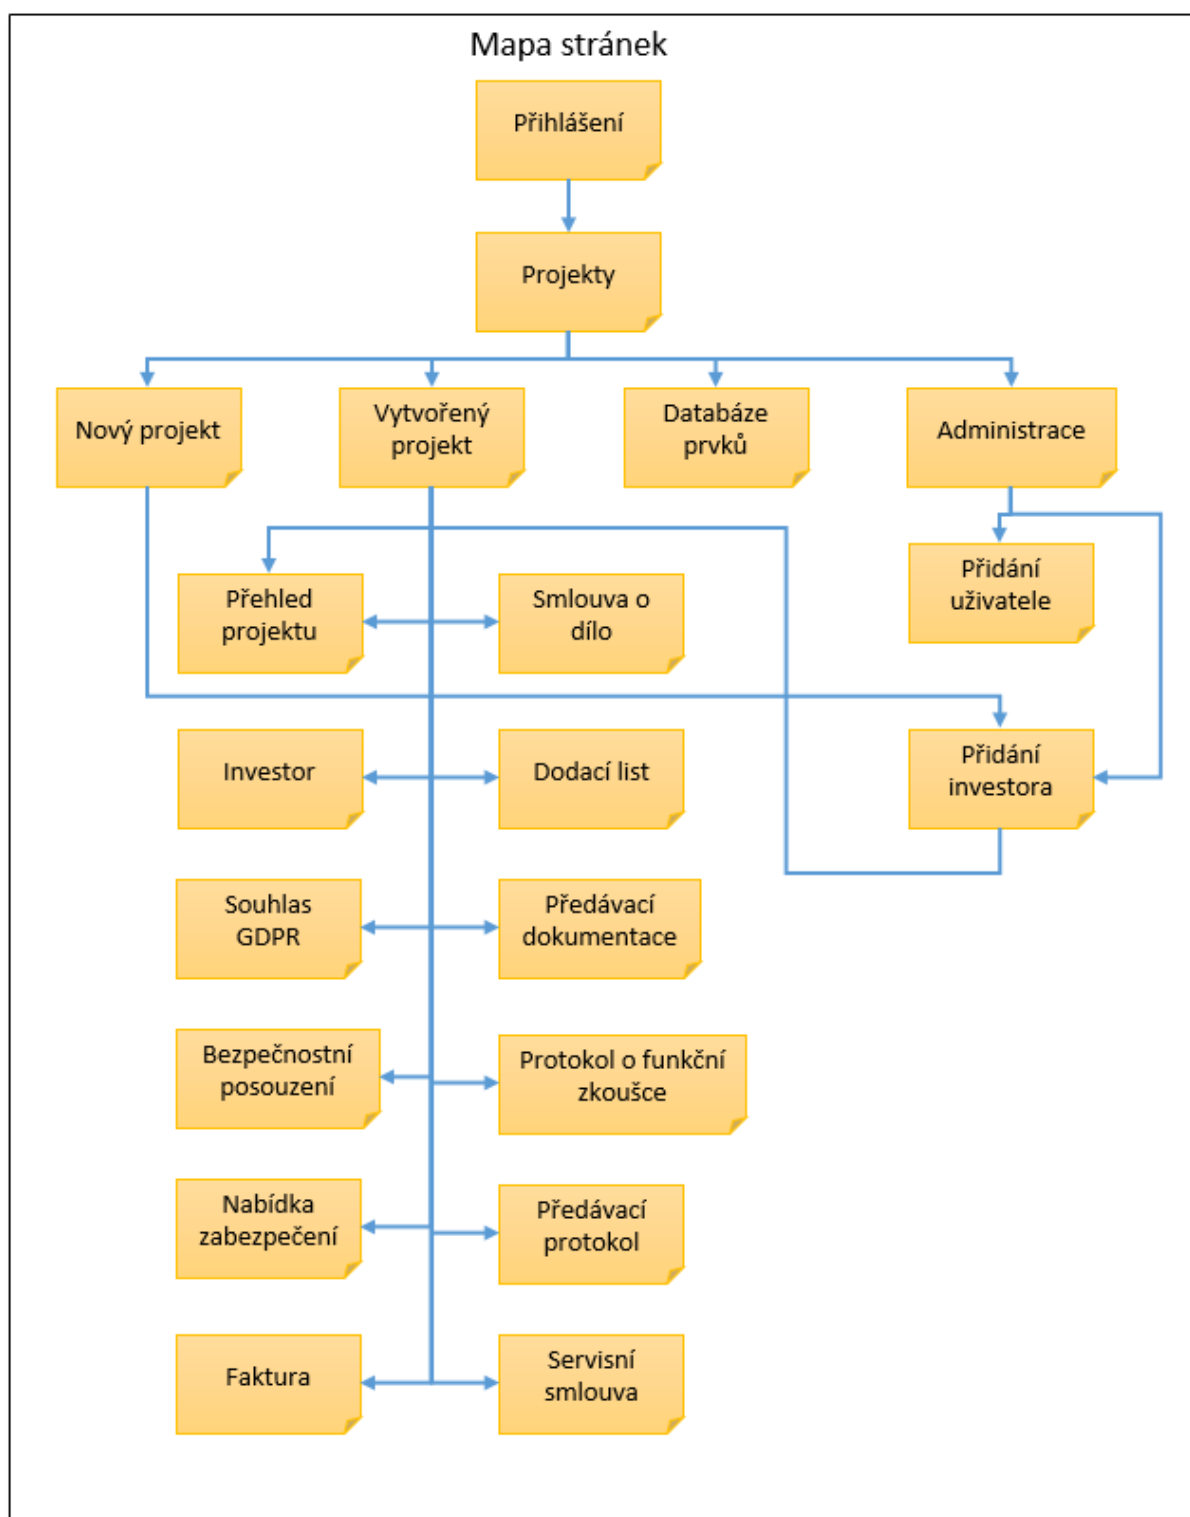 Mapa stránek
Přihlášení
Projekty
Nový projekt
Vytvořený
projekt
Databáze
prvků
Administrace
Přidání
uživatele
Přehled
projektu
Smlouva o
dílo
Investor
Dodací list
Přidání
investora
Souhlas
GDPR
Předávací
dokumentace
Bezpečnostní
posouzení
Protokol o funkční
zkoušce
Nabídka
zabezpečení
Předávací
protokol
Faktura
Servisní
smlouva